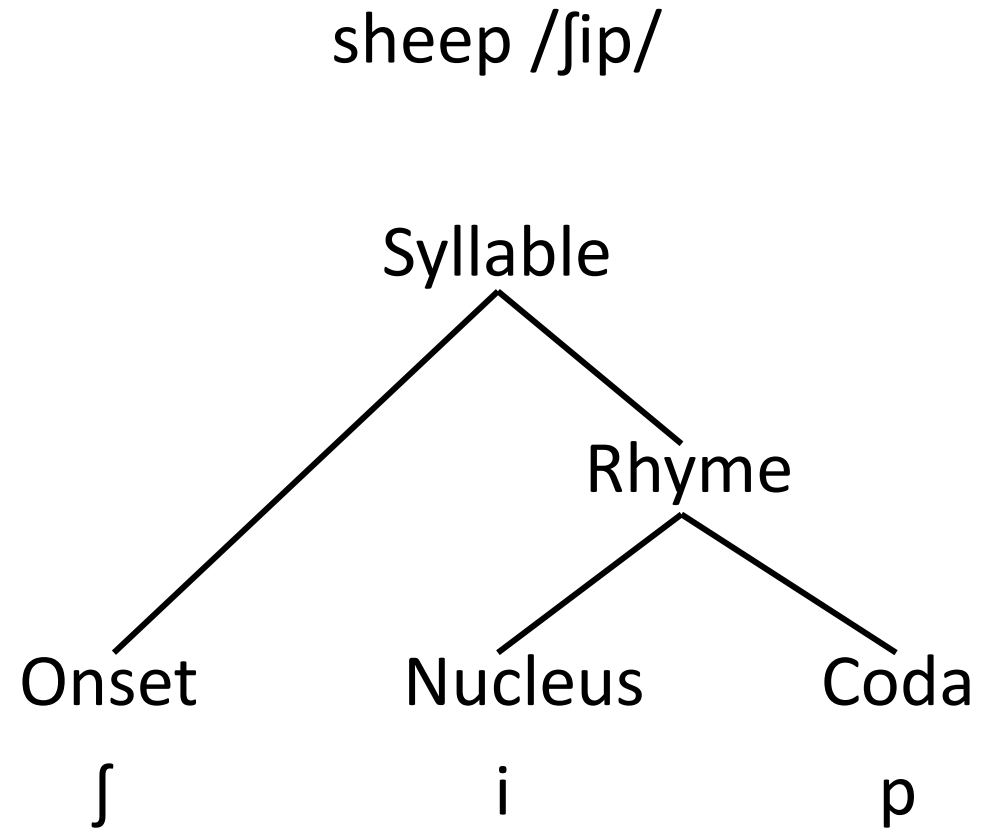 sheep /ʃip/
Syllable
Rhyme
Onset Nucleus Coda
ʃ i p